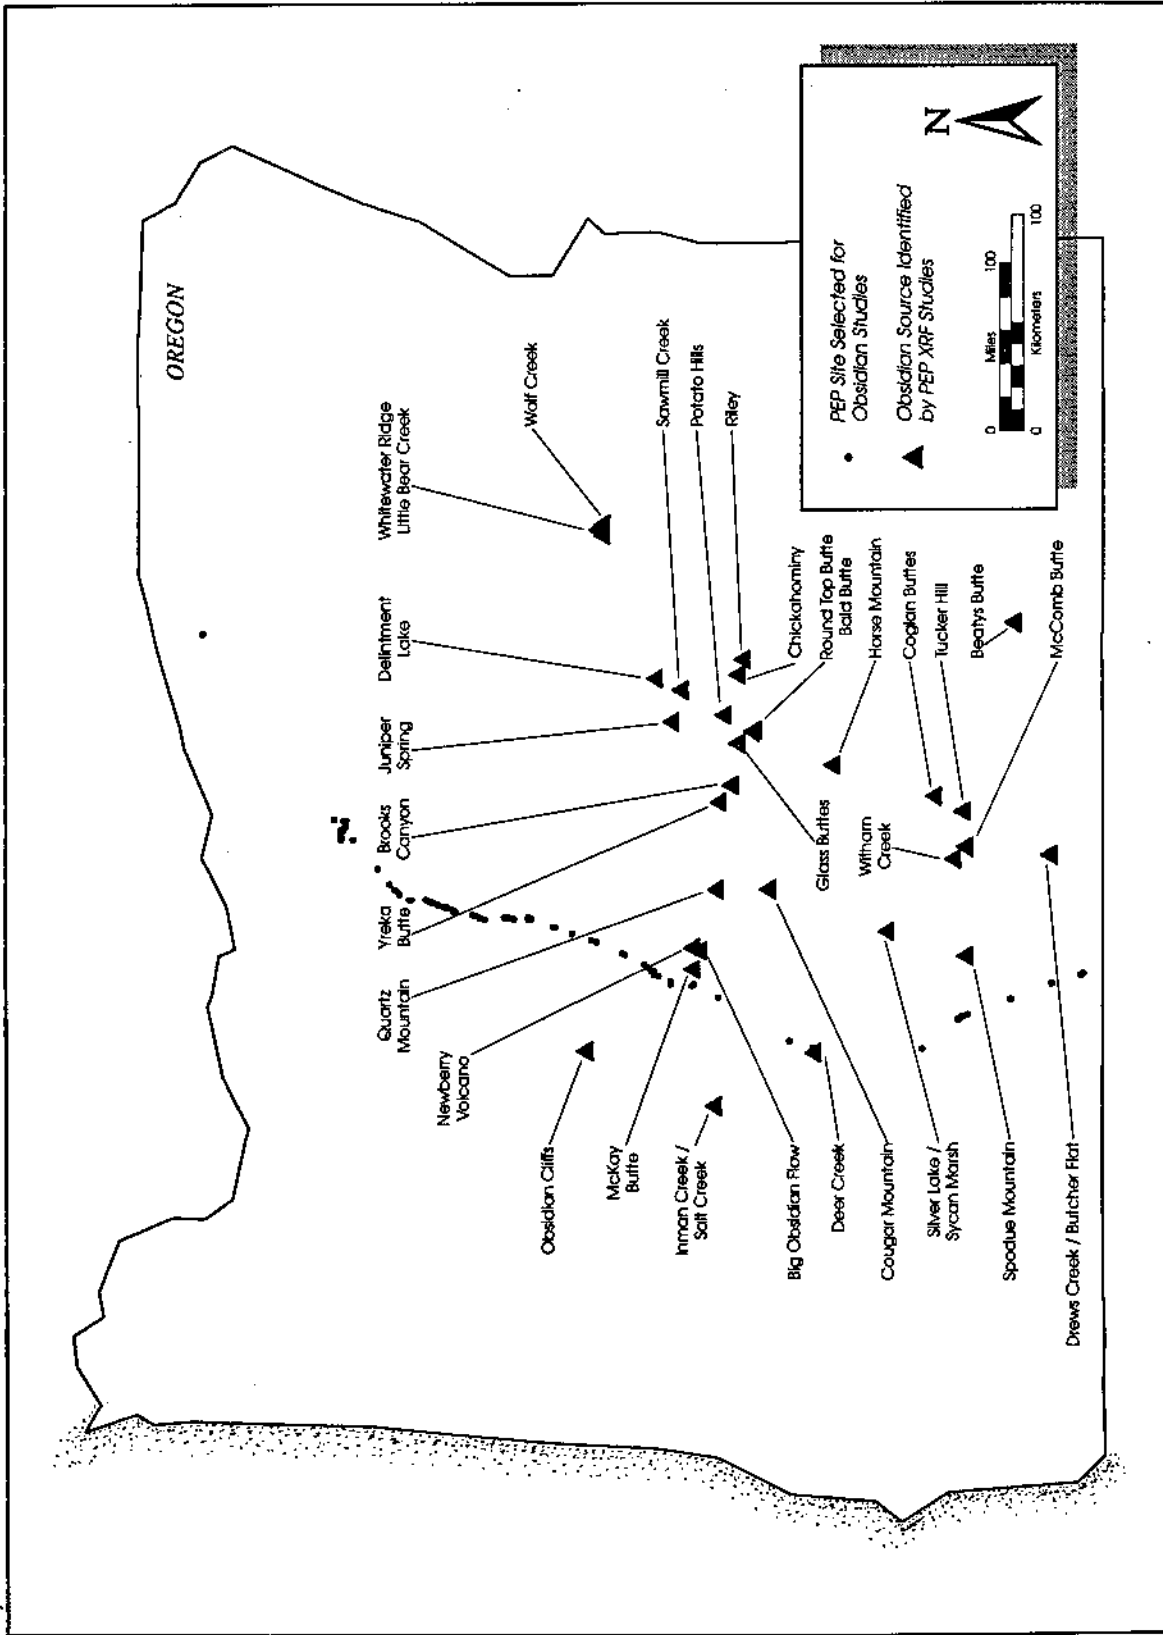 OREGON
Whitewater Ridge
Little Bear Creek
Wolf Creek
Delintment
Lake
Sawmill Creek
Juniper
Spring
Potato Hills
Brooks
Canyon
Riley
Yreka
Butte
Quartz
Mountain
Newberry
Volcano
Obsidian Cliffs
McKay
Butte
Inman Creek /
Salt Creek
Big Obsidian Flow
Deer Creek
Cougar Mountain
Silver Lake /
Sycan Marsh
Spodue Mountain
Drews Creek / Butcher Flat
Glass Buttes
Witham
Creek
Chickahominy
Round Top Butte
Bald Butte
Horse Mountain
Coglan Buttes
Tucker Hill
Beatys Butte
McComb Butte
PEP Site Selected for
Obsidian Studies
Obsidian Source Identified
by PEP XRF Studies
N
0 Miles 100
0 Kilometers 100